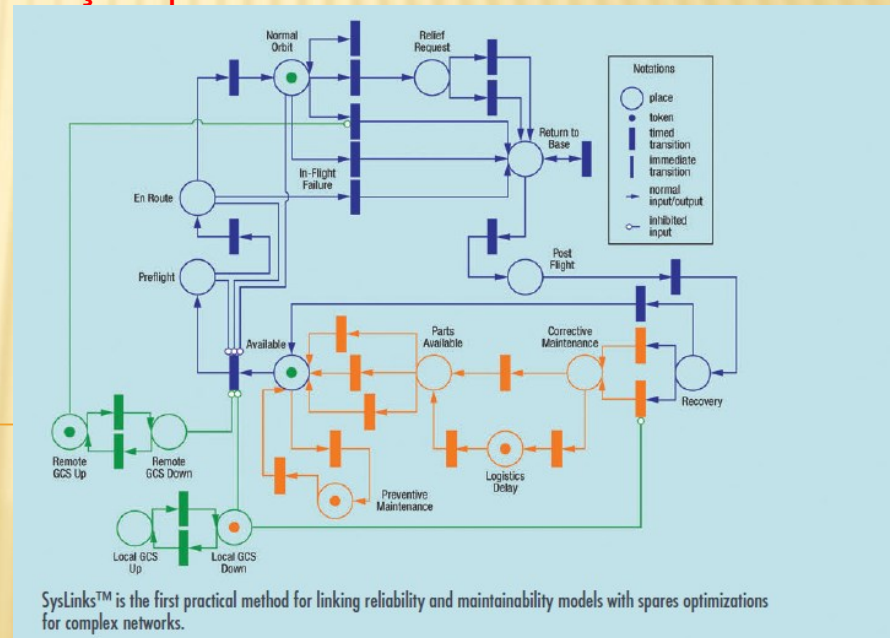 Normal
Orbit
Relief
Request
Notations
place
token
timed
transition
immediate
transition
normal
input/output
inhibited
input
Return to
Base
In-Flight
Failure
En Route
Post
Flight
Preflight
Available
Parts
Available
Corrective
Maintenance
Recovery
Remote
GCS Up
Remote
GCS Down
Logistics
Delay
Preventive
Maintenance
Local GCS
Up
Local GCS
Down
SysLinks™ is the first practical method for linking reliability and maintainability models with spares optimizations
for complex networks.